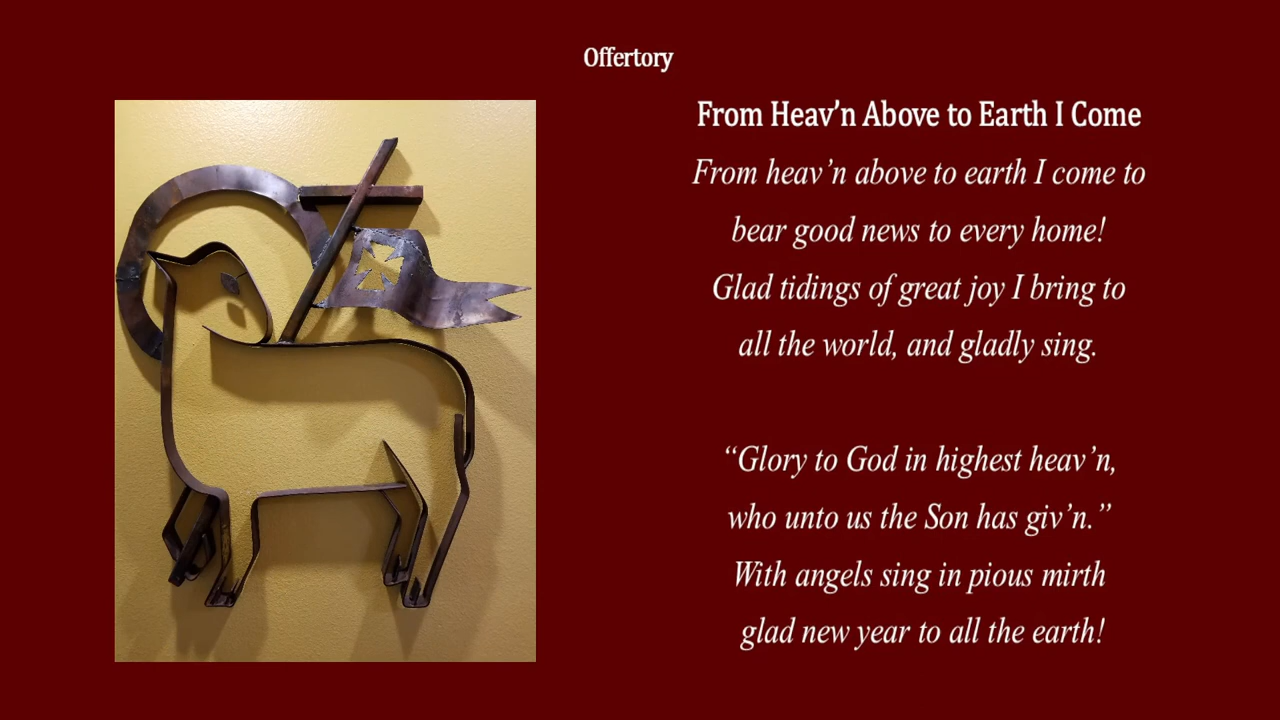 Offertory
From Heav’n Above to Earth I Come
From heav’n above to earth I come to
bear good news to every home!
Glad tidings of great joy I bring to
all the world, and gladly sing.
“Glory to God in highest heav’n,
who unto us the Son has giv’n.”
With angels sing in pious mirth
glad new year to all the earth!